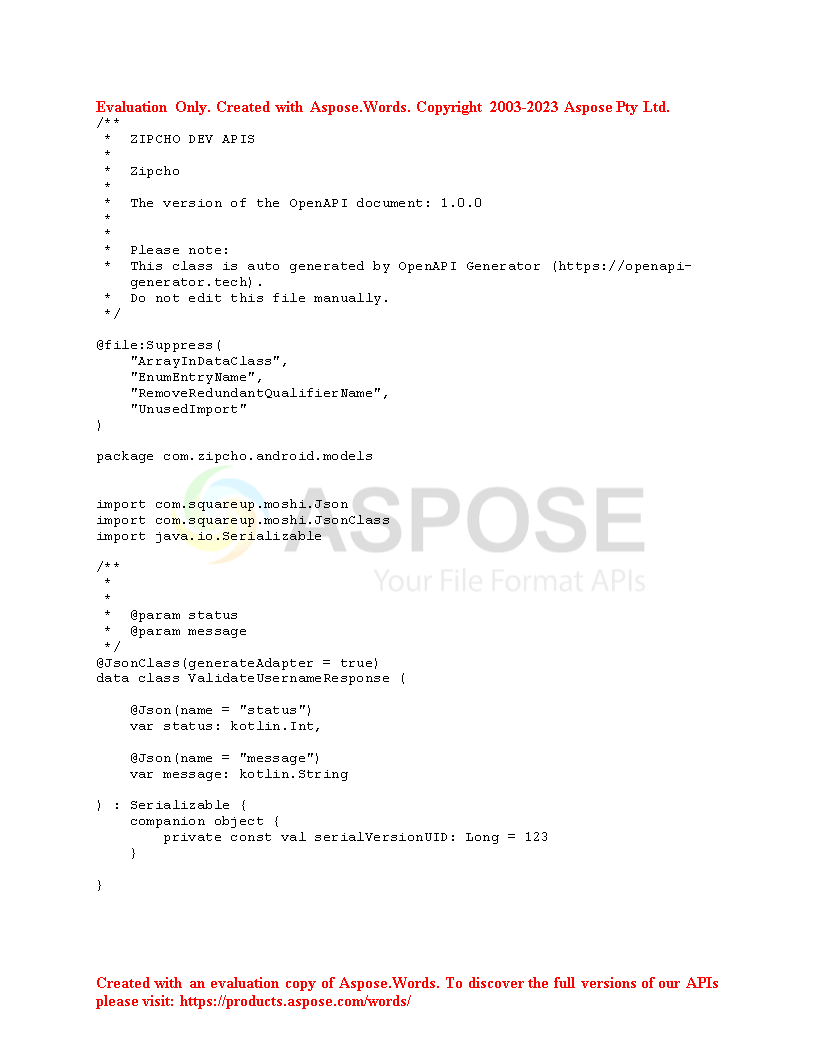 Evaluation Only. Created with Aspose.Words. Copyright 2003-2023 Aspose Pty Ltd.
/**
 *  ZIPCHO DEV APIS
 *
 *  Zipcho
 *
 *  The version of the OpenAPI document: 1.0.0
 *
 *
 *  Please note:
 *  This class is auto generated by OpenAPI Generator (https://openapi-
    generator.tech).
 *  Do not edit this file manually.
 */

@file:Suppress(
    "ArrayInDataClass",
    "EnumEntryName",
    "RemoveRedundantQualifierName",
    "UnusedImport"
)

package com.zipcho.android.models

import com.squareup.moshi.Json
import com.squareup.moshi.JsonClass
import java.io.Serializable
ASPOSE
Your File Format APIs

/**
 *
 *
 *  @param status
 *  @param message
 */
@JsonClass(generateAdapter = true)
data class ValidateUsernameResponse (

    @Json(name = "status")
    var status: kotlin.Int,

    @Json(name = "message")
    var message: kotlin.String

) : Serializable {
    companion object {
        private const val serialVersionUID: Long = 123
    }

}

Created with an evaluation copy of Aspose.Words. To discover the full versions of our APIs
please visit: https://products.aspose.com/words/